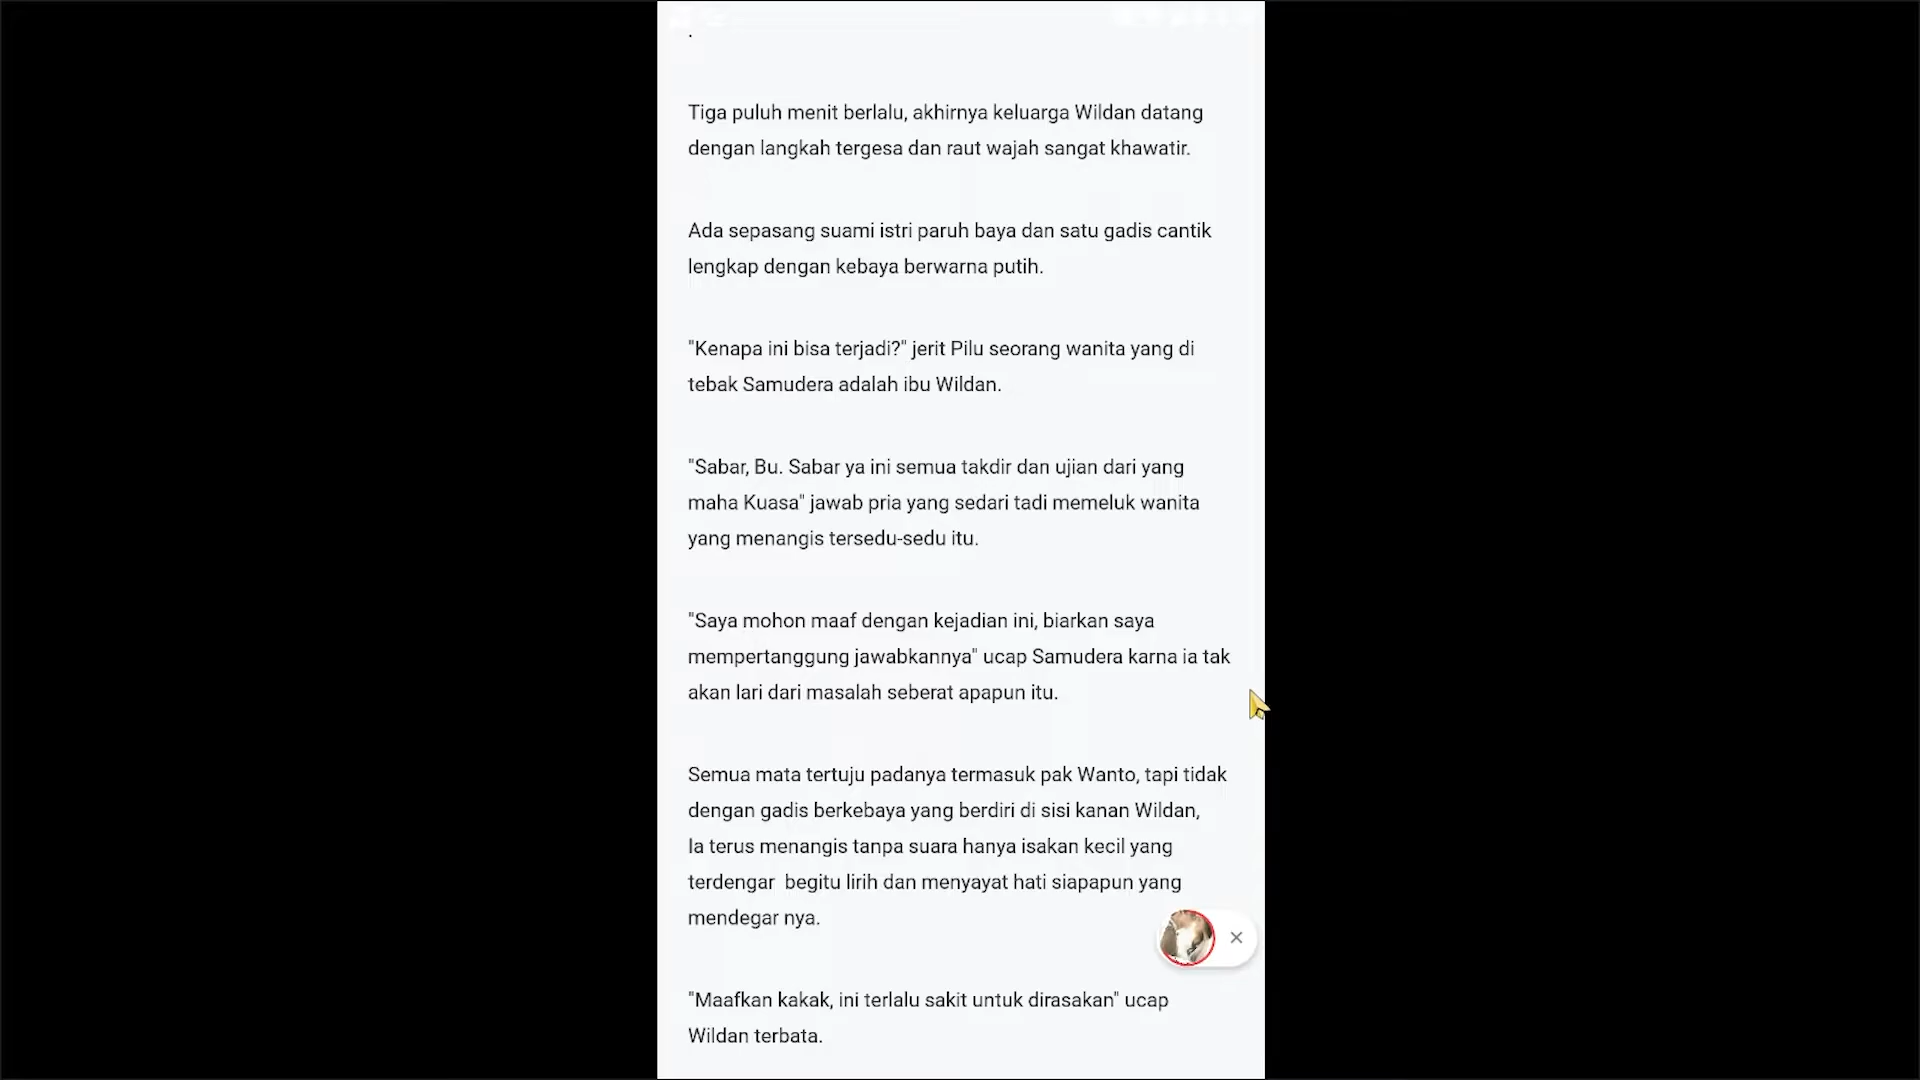 .
Tiga puluh menit berlalu, akhirnya keluarga Wildan datang
dengan langkah tergesa dan raut wajah sangat khawatir.
Ada sepasang suami istri paruh baya dan satu gadis cantik
lengkap dengan kebaya berwarna putih.
"Kenapa ini bisa terjadi?" jerit Pilu seorang wanita yang di
tebak Samudera adalah ibu Wildan.
"Sabar, Bu. Sabar ya ini semua takdir dan ujian dari yang
maha Kuasa" jawab pria yang sedari tadi memeluk wanita
yang menangis tersedu-sedu itu.
"Saya mohon maaf dengan kejadian ini, biarkan saya
mempertanggung jawabkannya" ucap Samudera karna ia tak
akan lari dari masalah seberat apapun itu.
Semua mata tertuju padanya termasuk pak Wanto, tapi tidak
dengan gadis berkebaya yang berdiri di sisi kanan Wildan,
Ia terus menangis tanpa suara hanya isakan kecil yang
terdengar  begitu lirih dan menyayat hati siapapun yang
mendegar nya.
"Maafkan kakak, ini terlalu sakit untuk dirasakan" ucap
Wildan terbata.